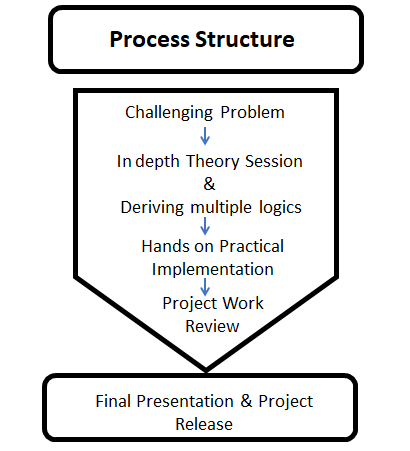 Process Structure
Challenging Problem
In depth Theory Session
&
Deriving multiple logics
Hands on Practical
Implementation
Project Work
Review
Final Presentation & Project
Release